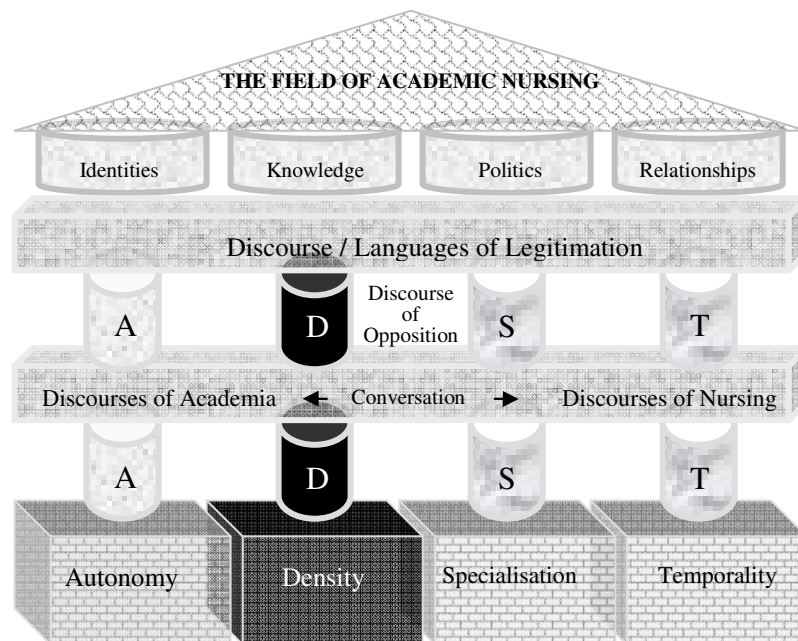 THE FIELD OF ACADEMIC NURSING
Identities Knowledge Politics Relationships
Discourse / Languages of Legitimation
A D Discourse of Opposition S T
Discourses of Academia Conversation Discourses of Nursing
A D S T
Autonomy Density Specialisation Temporality